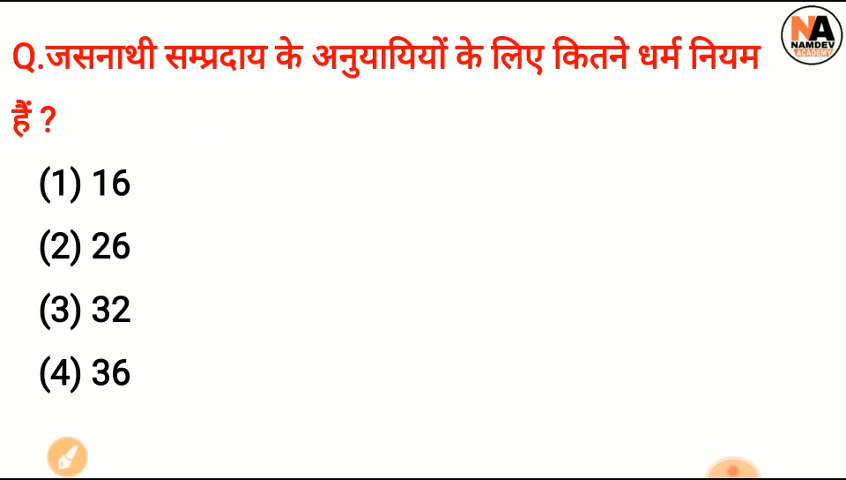 Q.जसनाथी सम्प्रदाय के अनुयायियों के लिए कितने धर्म नियम
हैं ?
(1) 16
(2) 26
(3) 32
(4) 36
NA
NAMDEV
ACADEMY